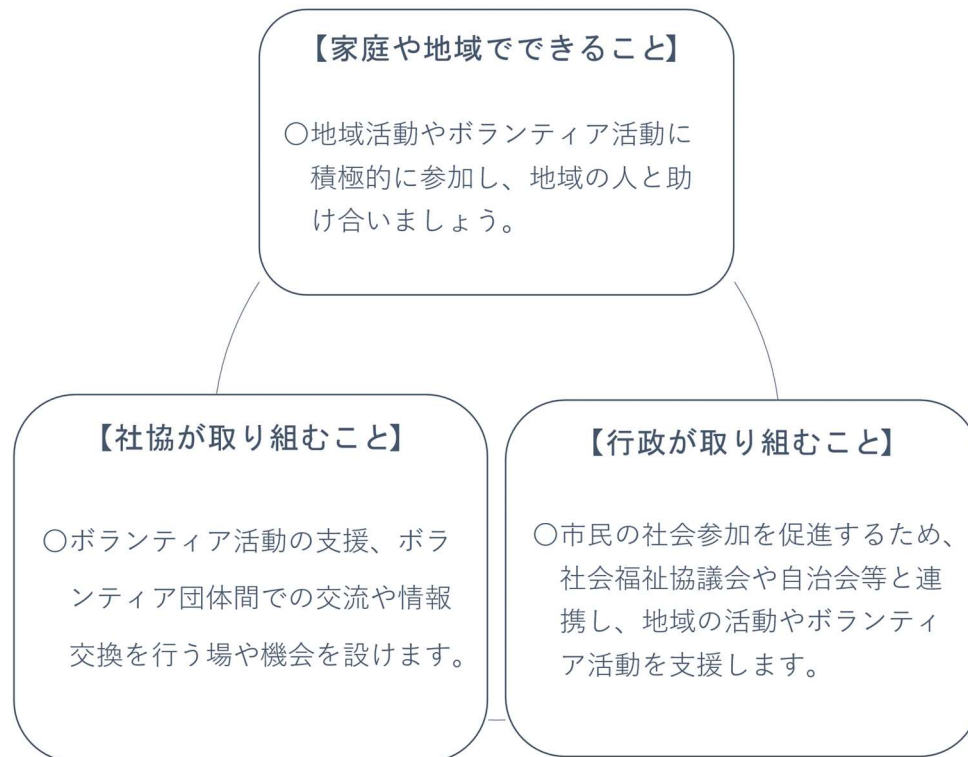 【家庭や地域でできること】
〇地域活動やボランティア活動に
積極的に参加し、地域の人と助
け合いましょう。
【社協が取り組むこと】
〇ボランティア活動の支援、ボラ
ンティア団体間での交流や情報
交換を行う場や機会を設けます。
【行政が取り組むこと】
〇市民の社会参加を促進するため、
社会福祉協議会や自治会等と連
携し、地域の活動やボランティ
ア活動を支援します。